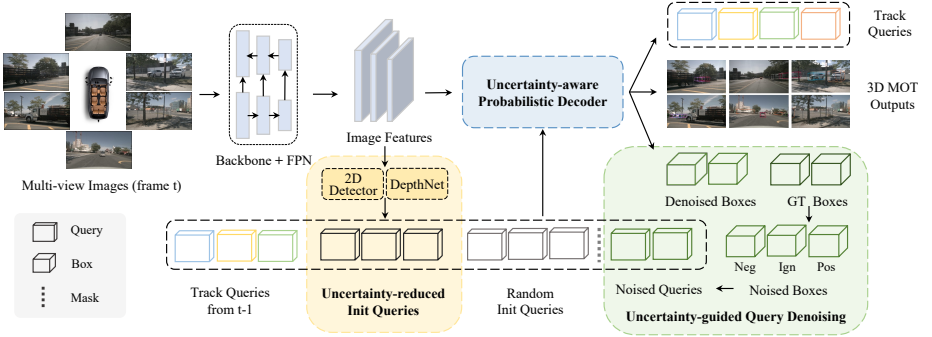 Multi-view Images (frame t)
Backbone + FPN
Image Features
Uncertainty-aware
Probabilistic Decoder
Track
Queries
3D MOT
Outputs
2D
Detector
DepthNet
Denoised Boxes
GT Boxes
Neg
Ign
Pos
Noised Queries
Noised Boxes
Uncertainty-guided Query Denoising
Query
Box
Mask
Track Queries
from t-1
Uncertainty-reduced
Init Queries
Random
Init Queries